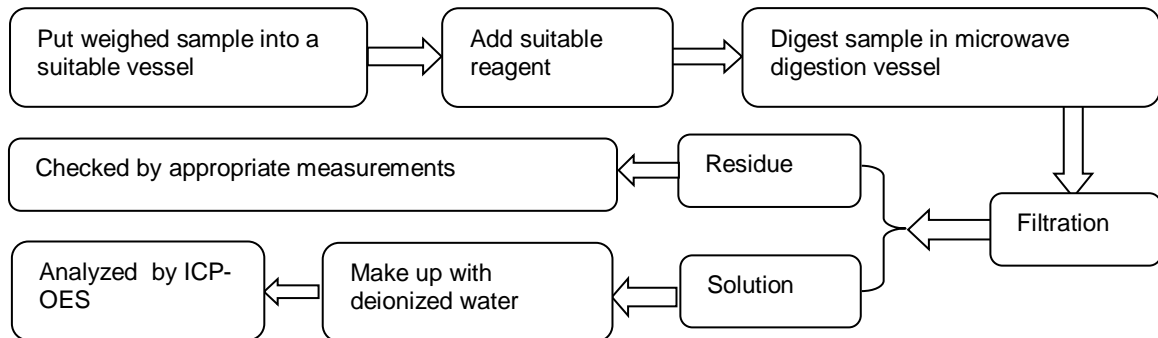 Put weighed sample into a
suitable vessel
Add suitable
reagent
Digest sample in microwave
digestion vessel
Checked by appropriate measurements
Residue
Filtration
Analyzed  by ICP-
OES
Make up with
deionized water
Solution